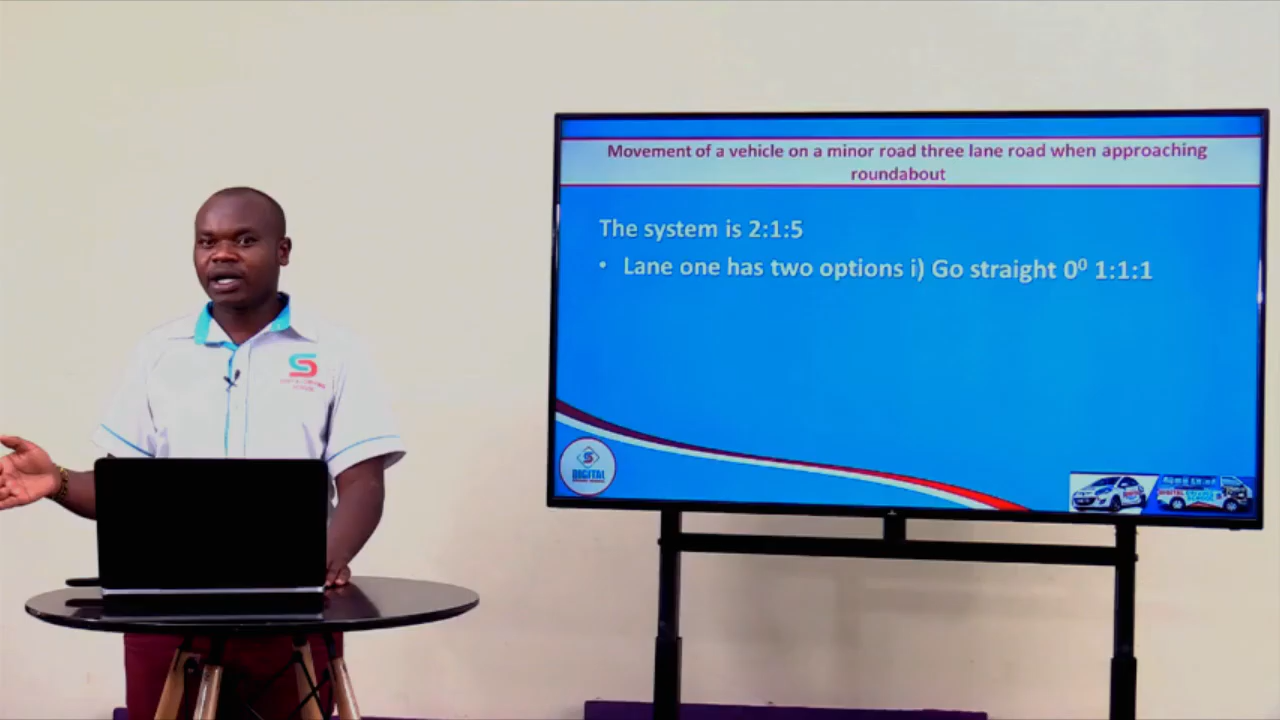 Movement of a vehicle on a minor road three lane road when approaching
roundabout
The system is 2:1:5
• Lane one has two options i) Go straight 0⁰ 1:1:1
DIGITAL